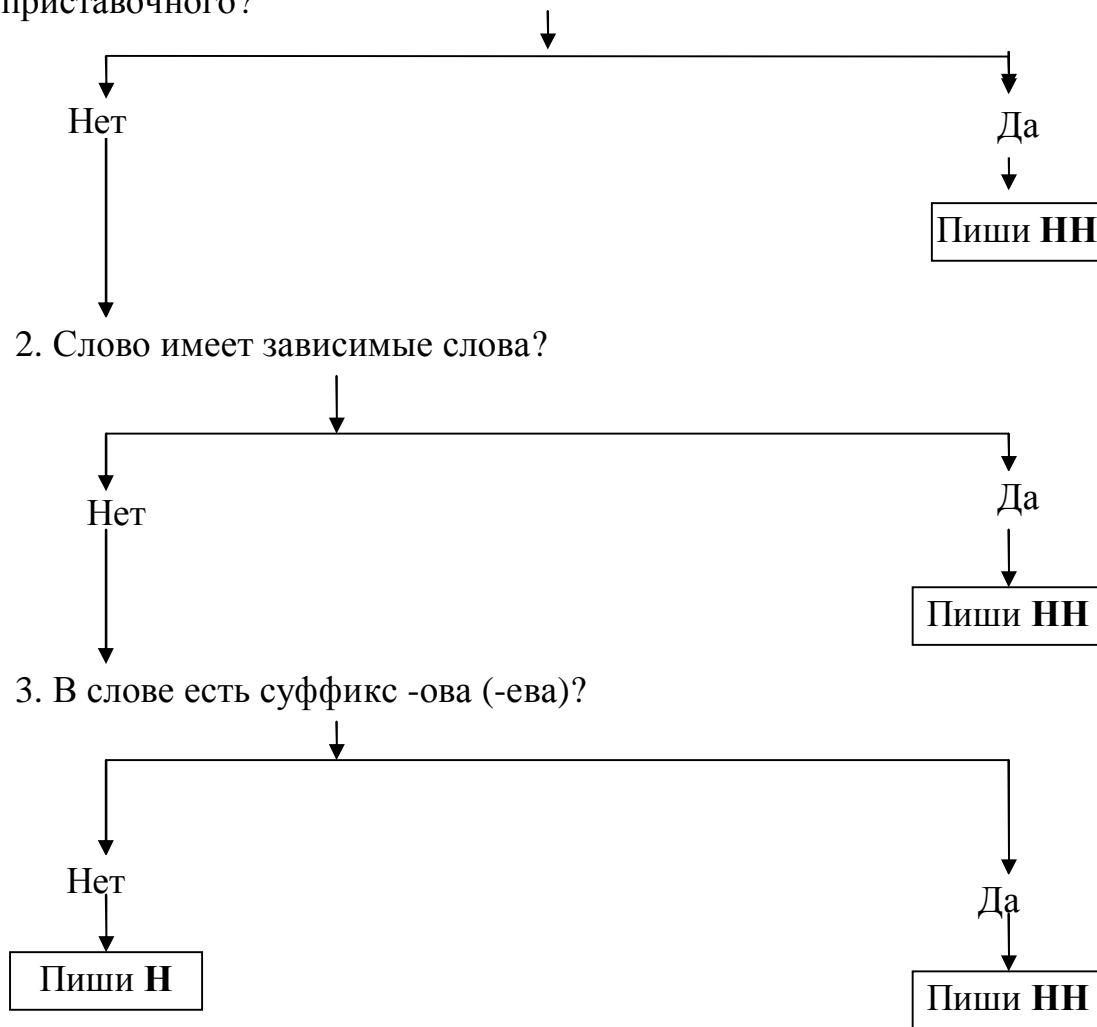 приставочного?
Нет
Да
Пиши НН
2. Слово имеет зависимые слова?
Нет
Да
Пиши НН
3. В слове есть суффикс -ова (-ева)?
Нет
Да
Пиши Н
Пиши НН